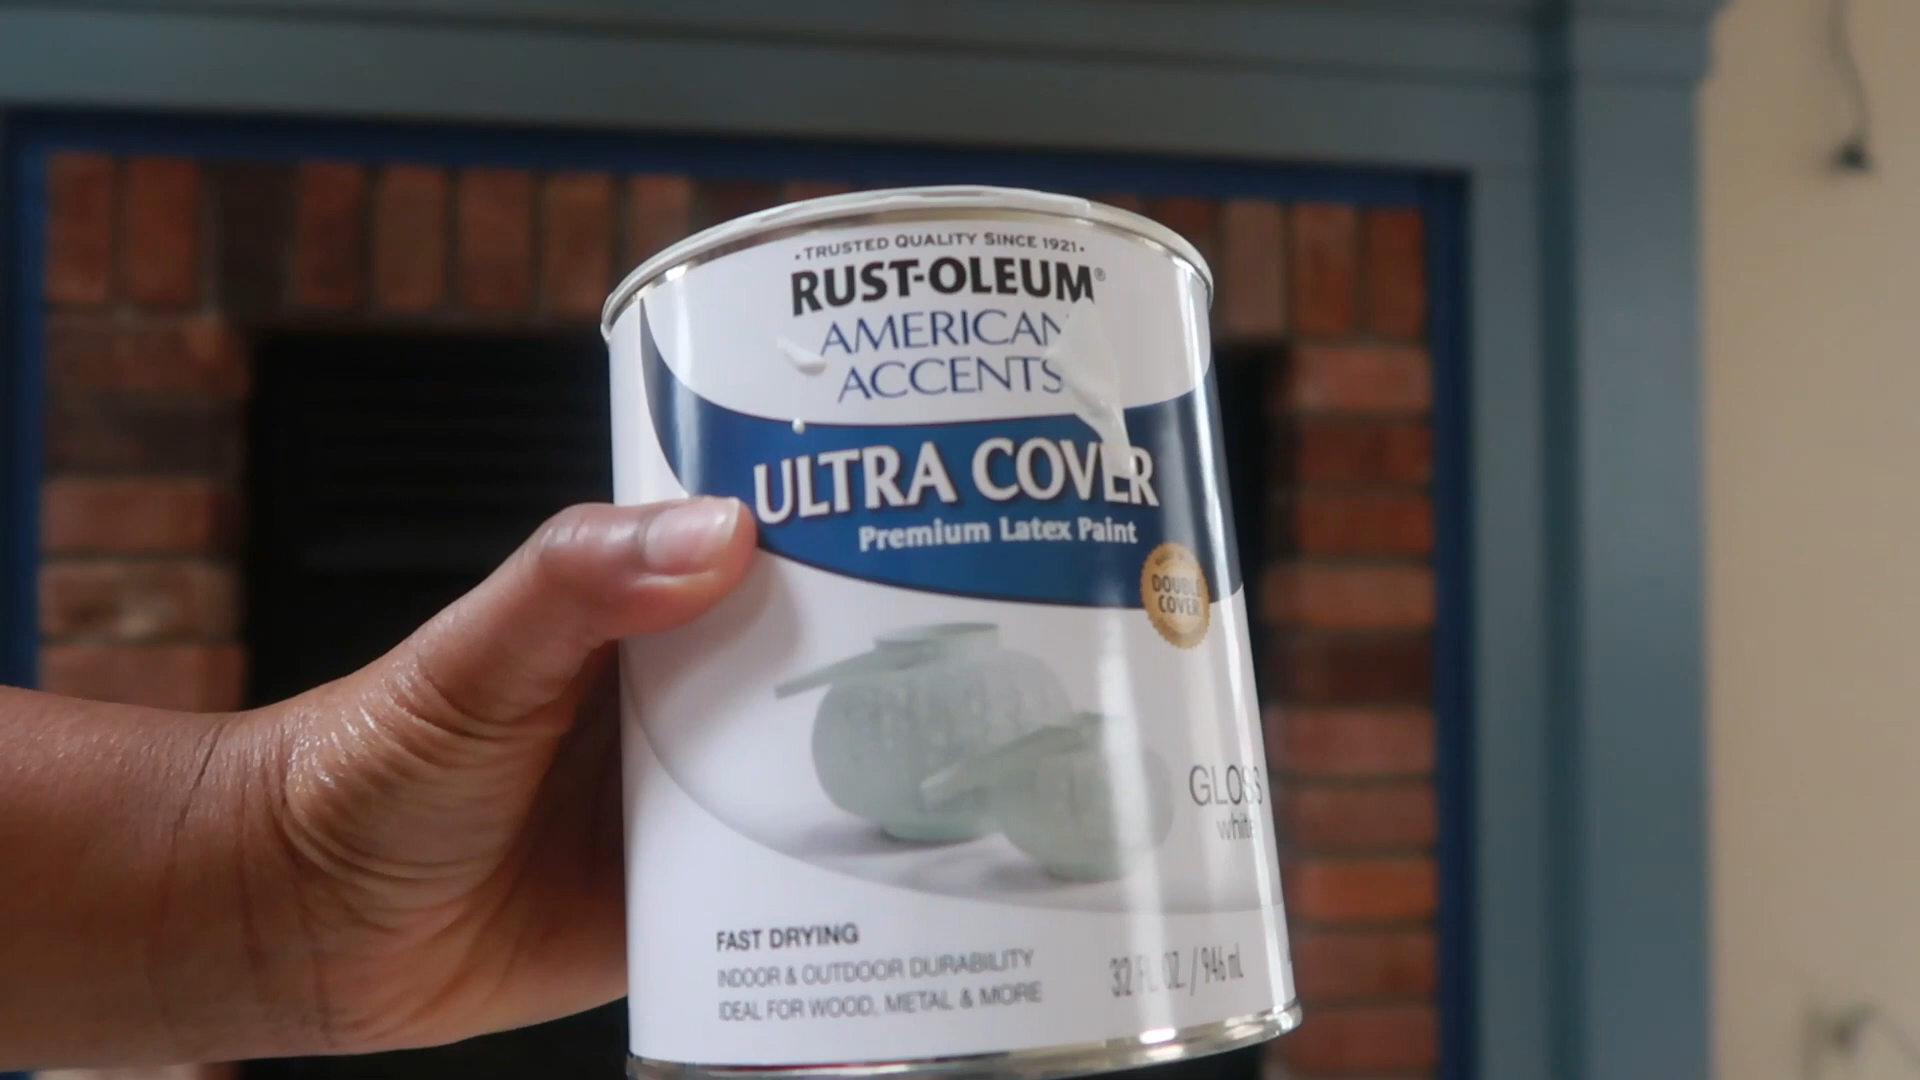 • TRUSTED QUALITY SINCE 1921 •
RUST-OLEUM®
AMERICAN
ACCENTS
ULTRA COVER
Premium Latex Paint
DOUBLE
COVER
GLOSS
white
FAST DRYING
INDOOR & OUTDOOR DURABILITY
IDEAL FOR WOOD, METAL & MORE
32 FL OZ. / 946 mL